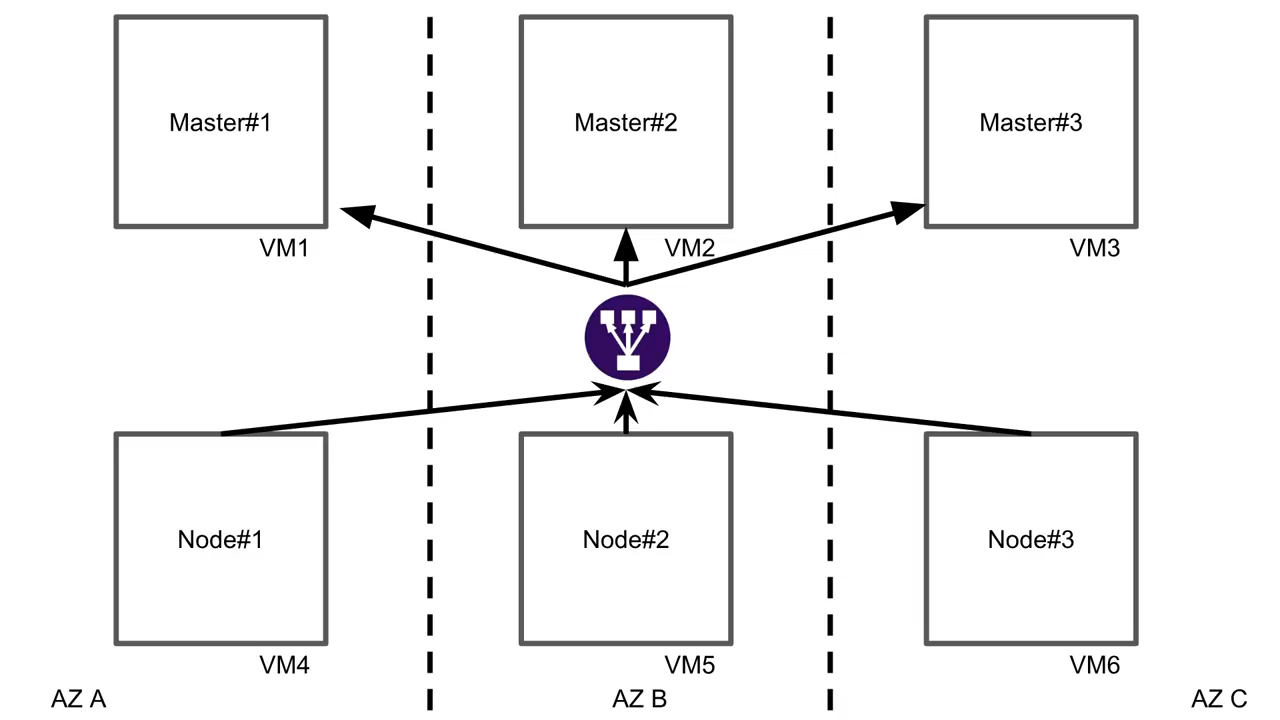 Master#1
Master#2
Master#3
VM1
VM2
VM3
Node#1
Node#2
Node#3
VM4
VM5
VM6
AZ A
AZ B
AZ C